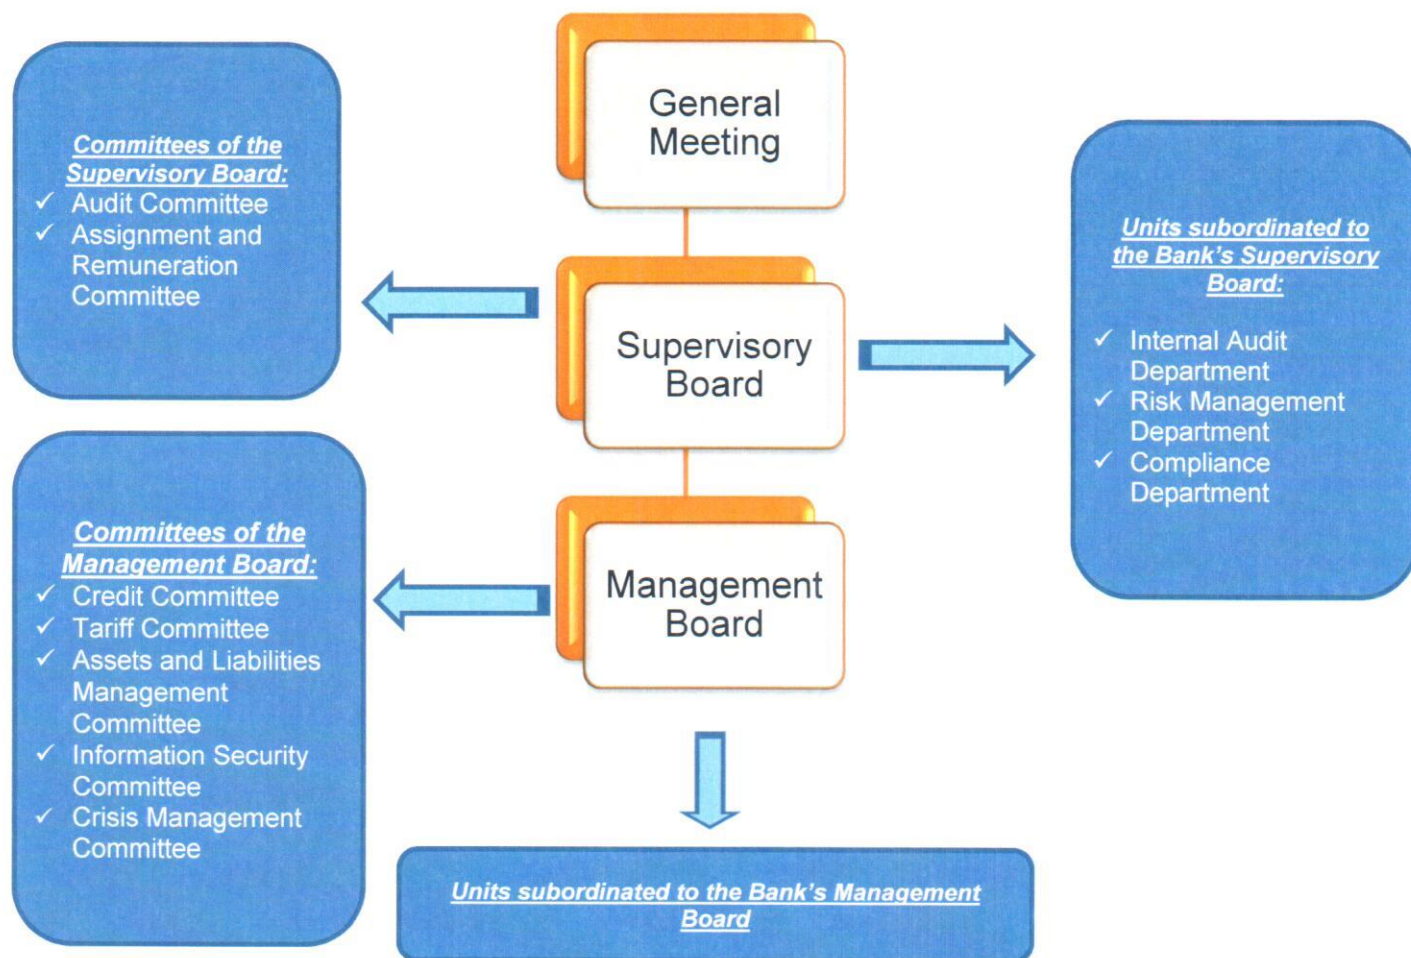 General
Meeting
Committees of the
Supervisory Board:
✓ Audit Committee
✓ Assignment and
Remuneration
Committee
Supervisory
Board
Units subordinated to
the Bank's Supervisory
Board:
✓ Internal Audit
Department
✓ Risk Management
Department
✓ Compliance
Department
Committees of the
Management Board:
✓ Credit Committee
✓ Tariff Committee
✓ Assets and Liabilities
Management
Committee
✓ Information Security
Committee
✓ Crisis Management
Committee
Management
Board
Units subordinated to the Bank's Management
Board